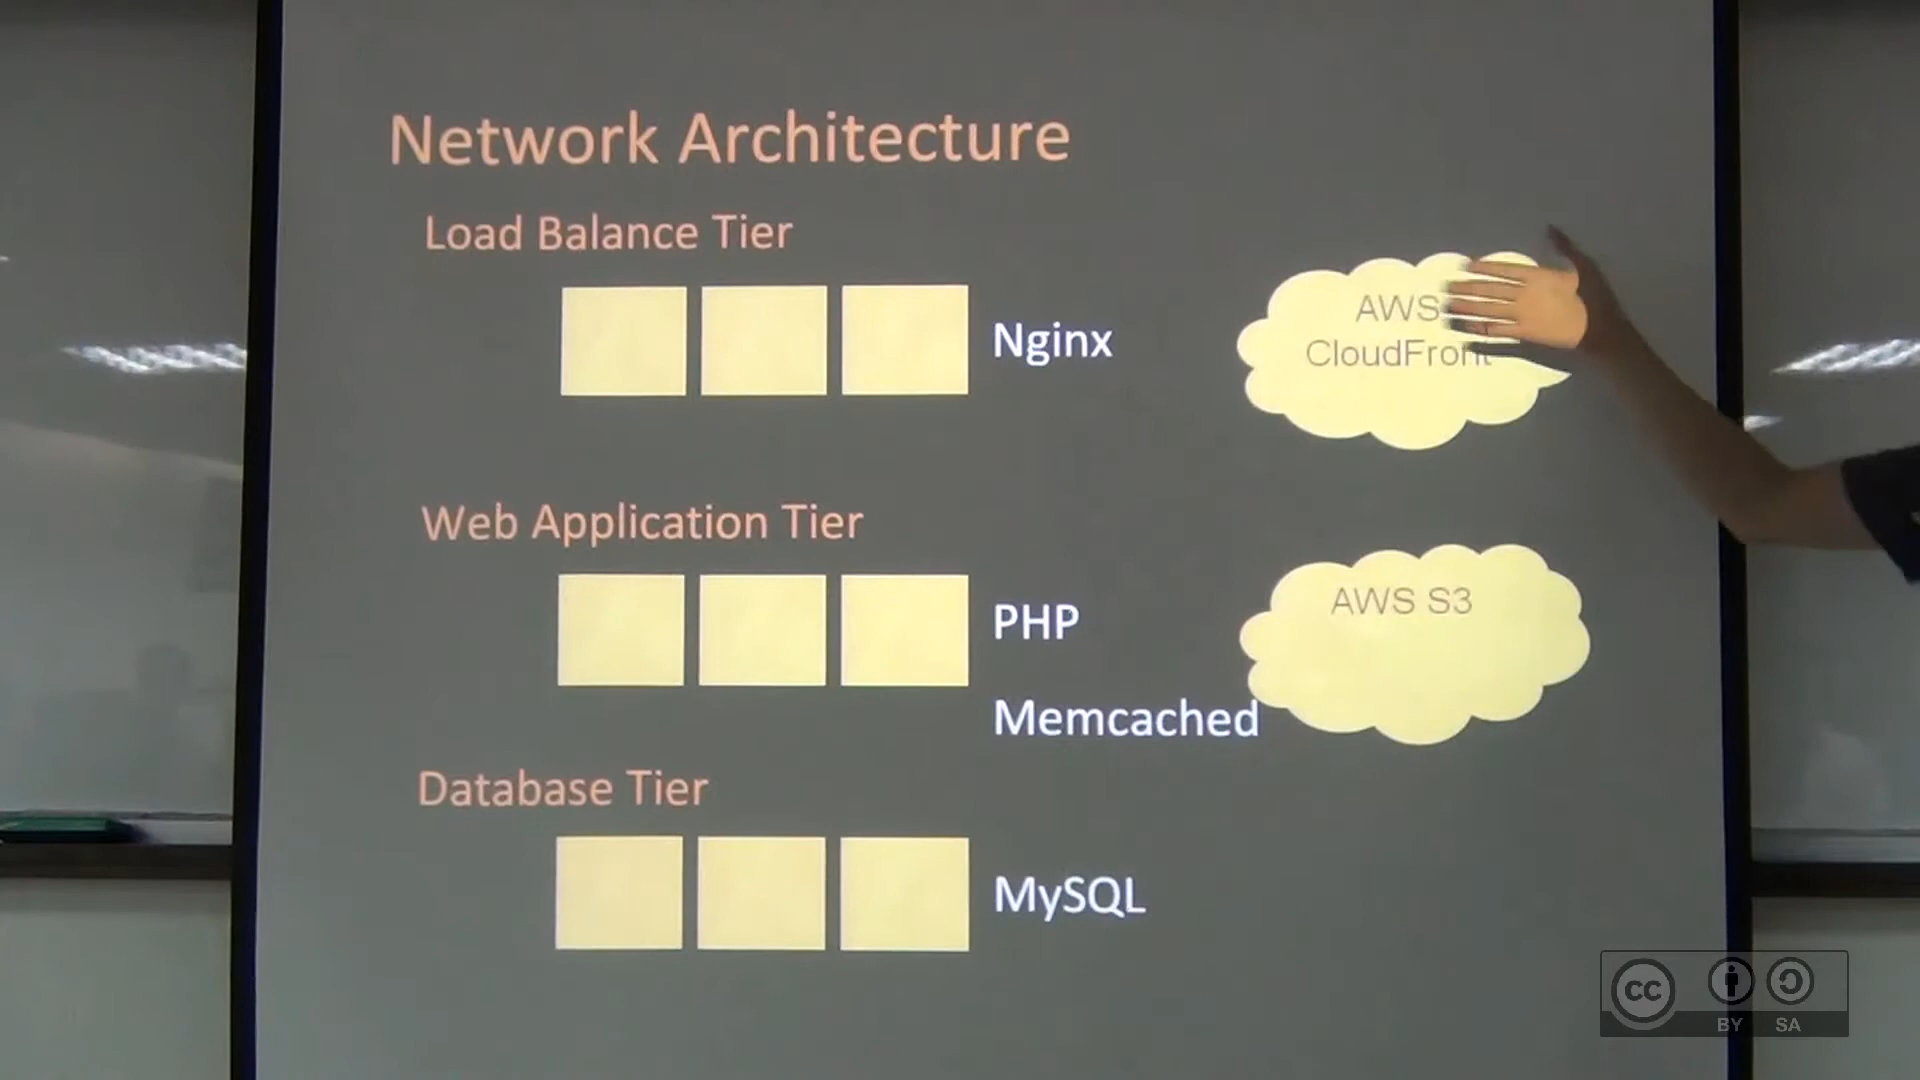 Network Architecture
Load Balance Tier
Nginx
AWS
CloudFront
Web Application Tier
PHP
AWS S3
Memcached
Database Tier
MySQL
cc
BY SA